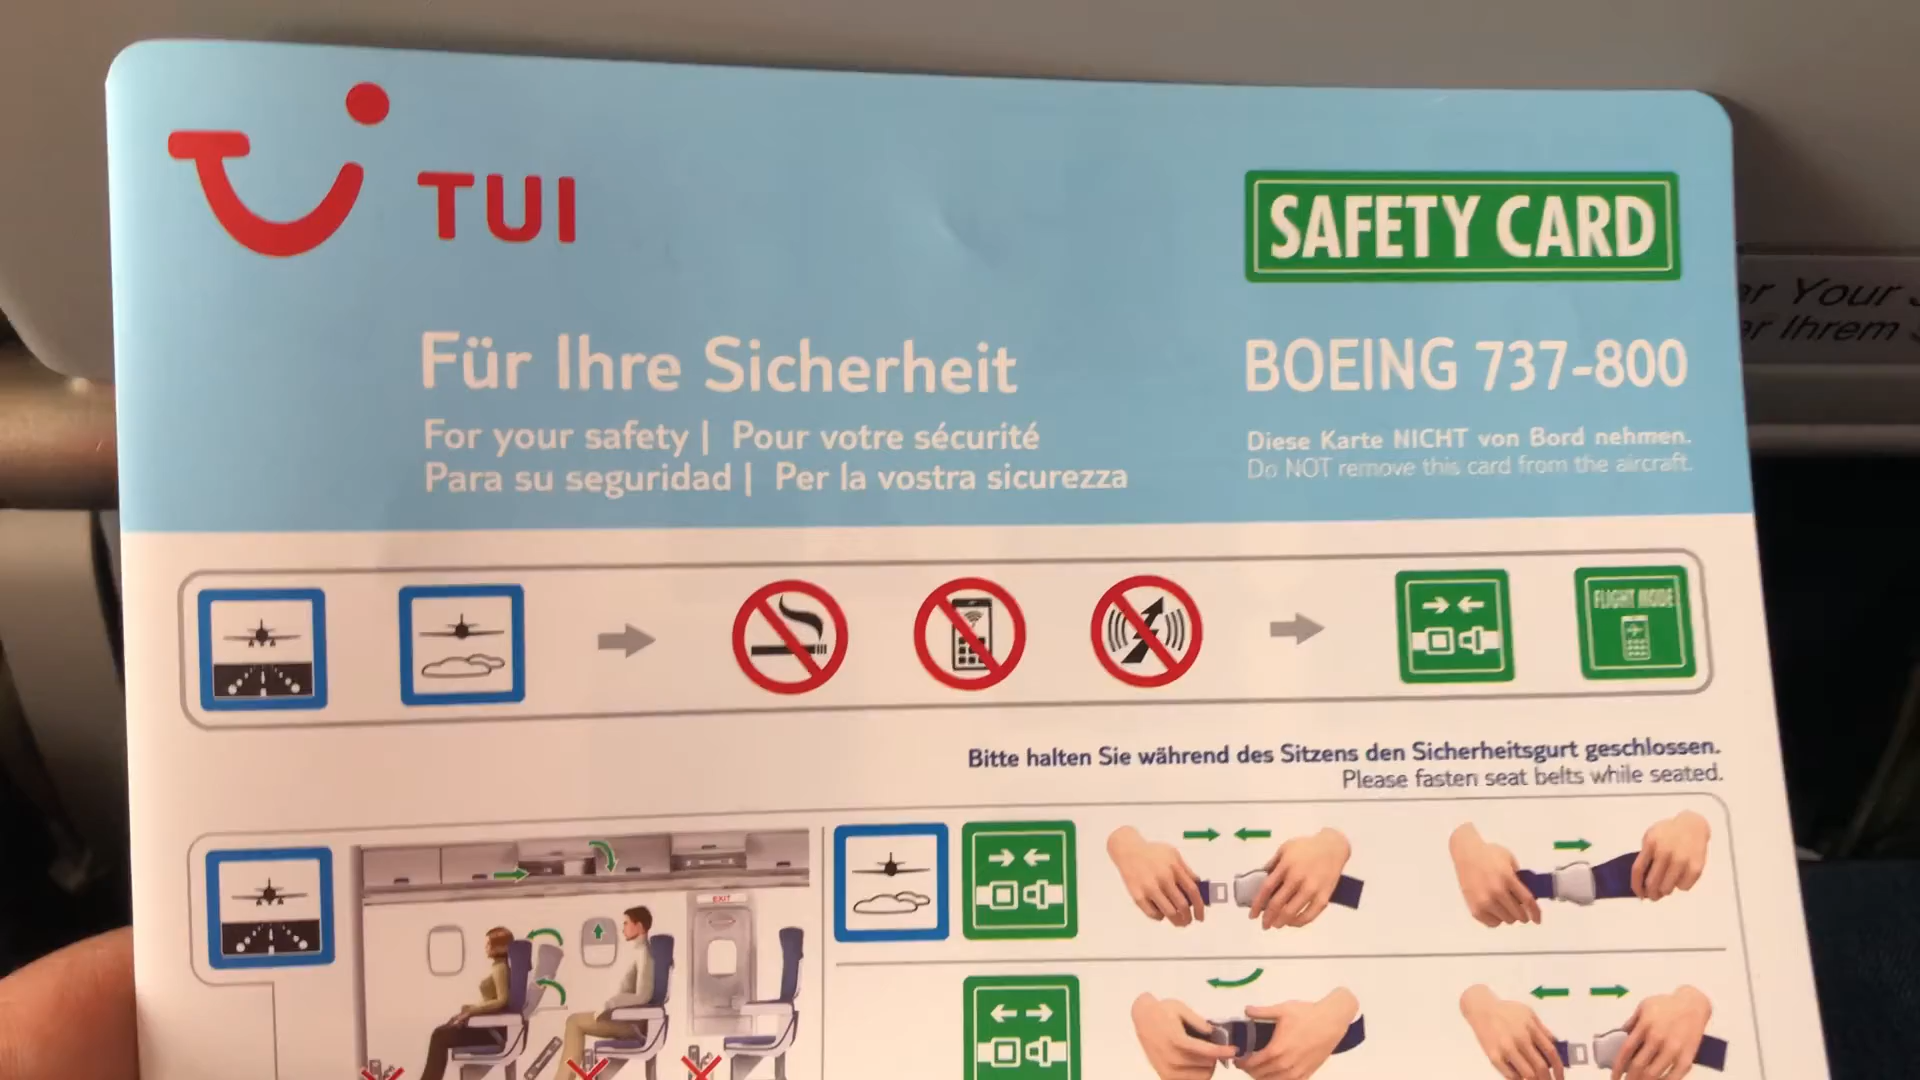 TUI
SAFETY CARD
Für Ihre Sicherheit
For your safety | Pour votre sécurité
Para su seguridad | Per la vostra sicurezza
BOEING 737-800
Diese Karte NICHT von Bord nehmen.
Do NOT remove this card from the aircraft.
r Your
r Ihrem
FLIGHT MODE
Bitte halten Sie während des Sitzens den Sicherheitsgurt geschlossen.
Please fasten seat belts while seated.
EXIT